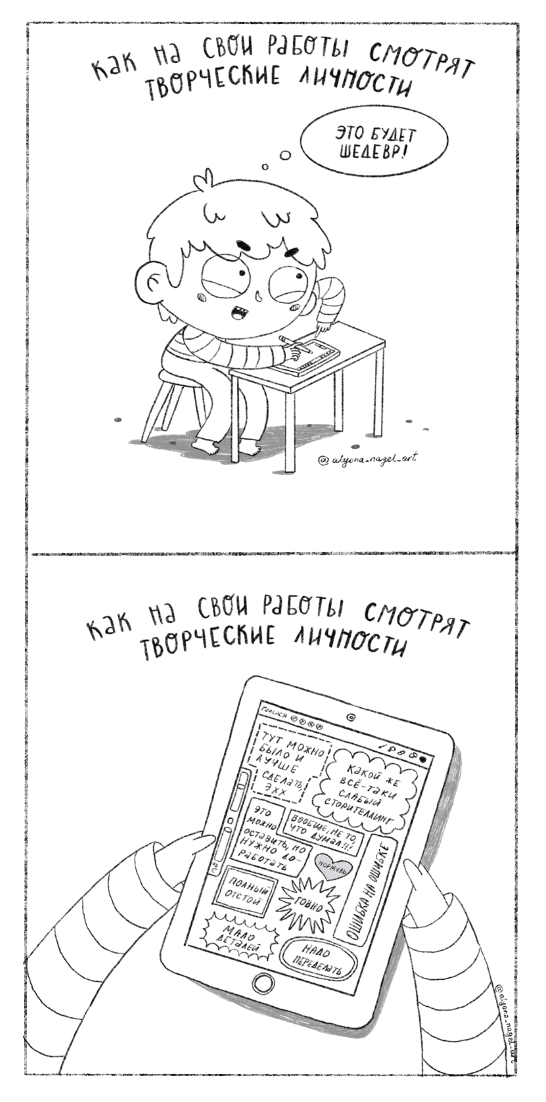 КАК НА СВОИ РАБОТЫ СМОТРЯТ
ТВОРЧЕСКИЕ ЛИЧНОСТИ
ЭТО БУДЕТ
ШЕДЕВР!
@alyona_nagel_art
КАК НА СВОИ РАБОТЫ СМОТРЯТ
ТВОРЧЕСКИЕ ЛИЧНОСТИ
ТУТ МОЖНО
БЫЛО И
ЛУЧШЕ
СДЕЛАТЬ,
ЭХХ
КАКОЙ ЖЕ
ВСЁ-ТАКИ
СЛАБЫЙ
СТОРИТЕЛЛИНГ
ЭТО
МОЖНО
ОСТАВИТЬ, НО
НУЖНО ДО-
РАБОТАТЬ
ВООБЩЕ, НЕ ТО,
ЧТО ДУМАЛ!!!
НОРМУЛЬ
ОШИБКА НА ОШИБКЕ
ПОЛНЫЙ
ОТСТОЙ
ГОВНО
МАЛО
ДЕТАЛЕЙ
НАДО
ПЕРЕДЕЛАТЬ
@alyona_nagel_art